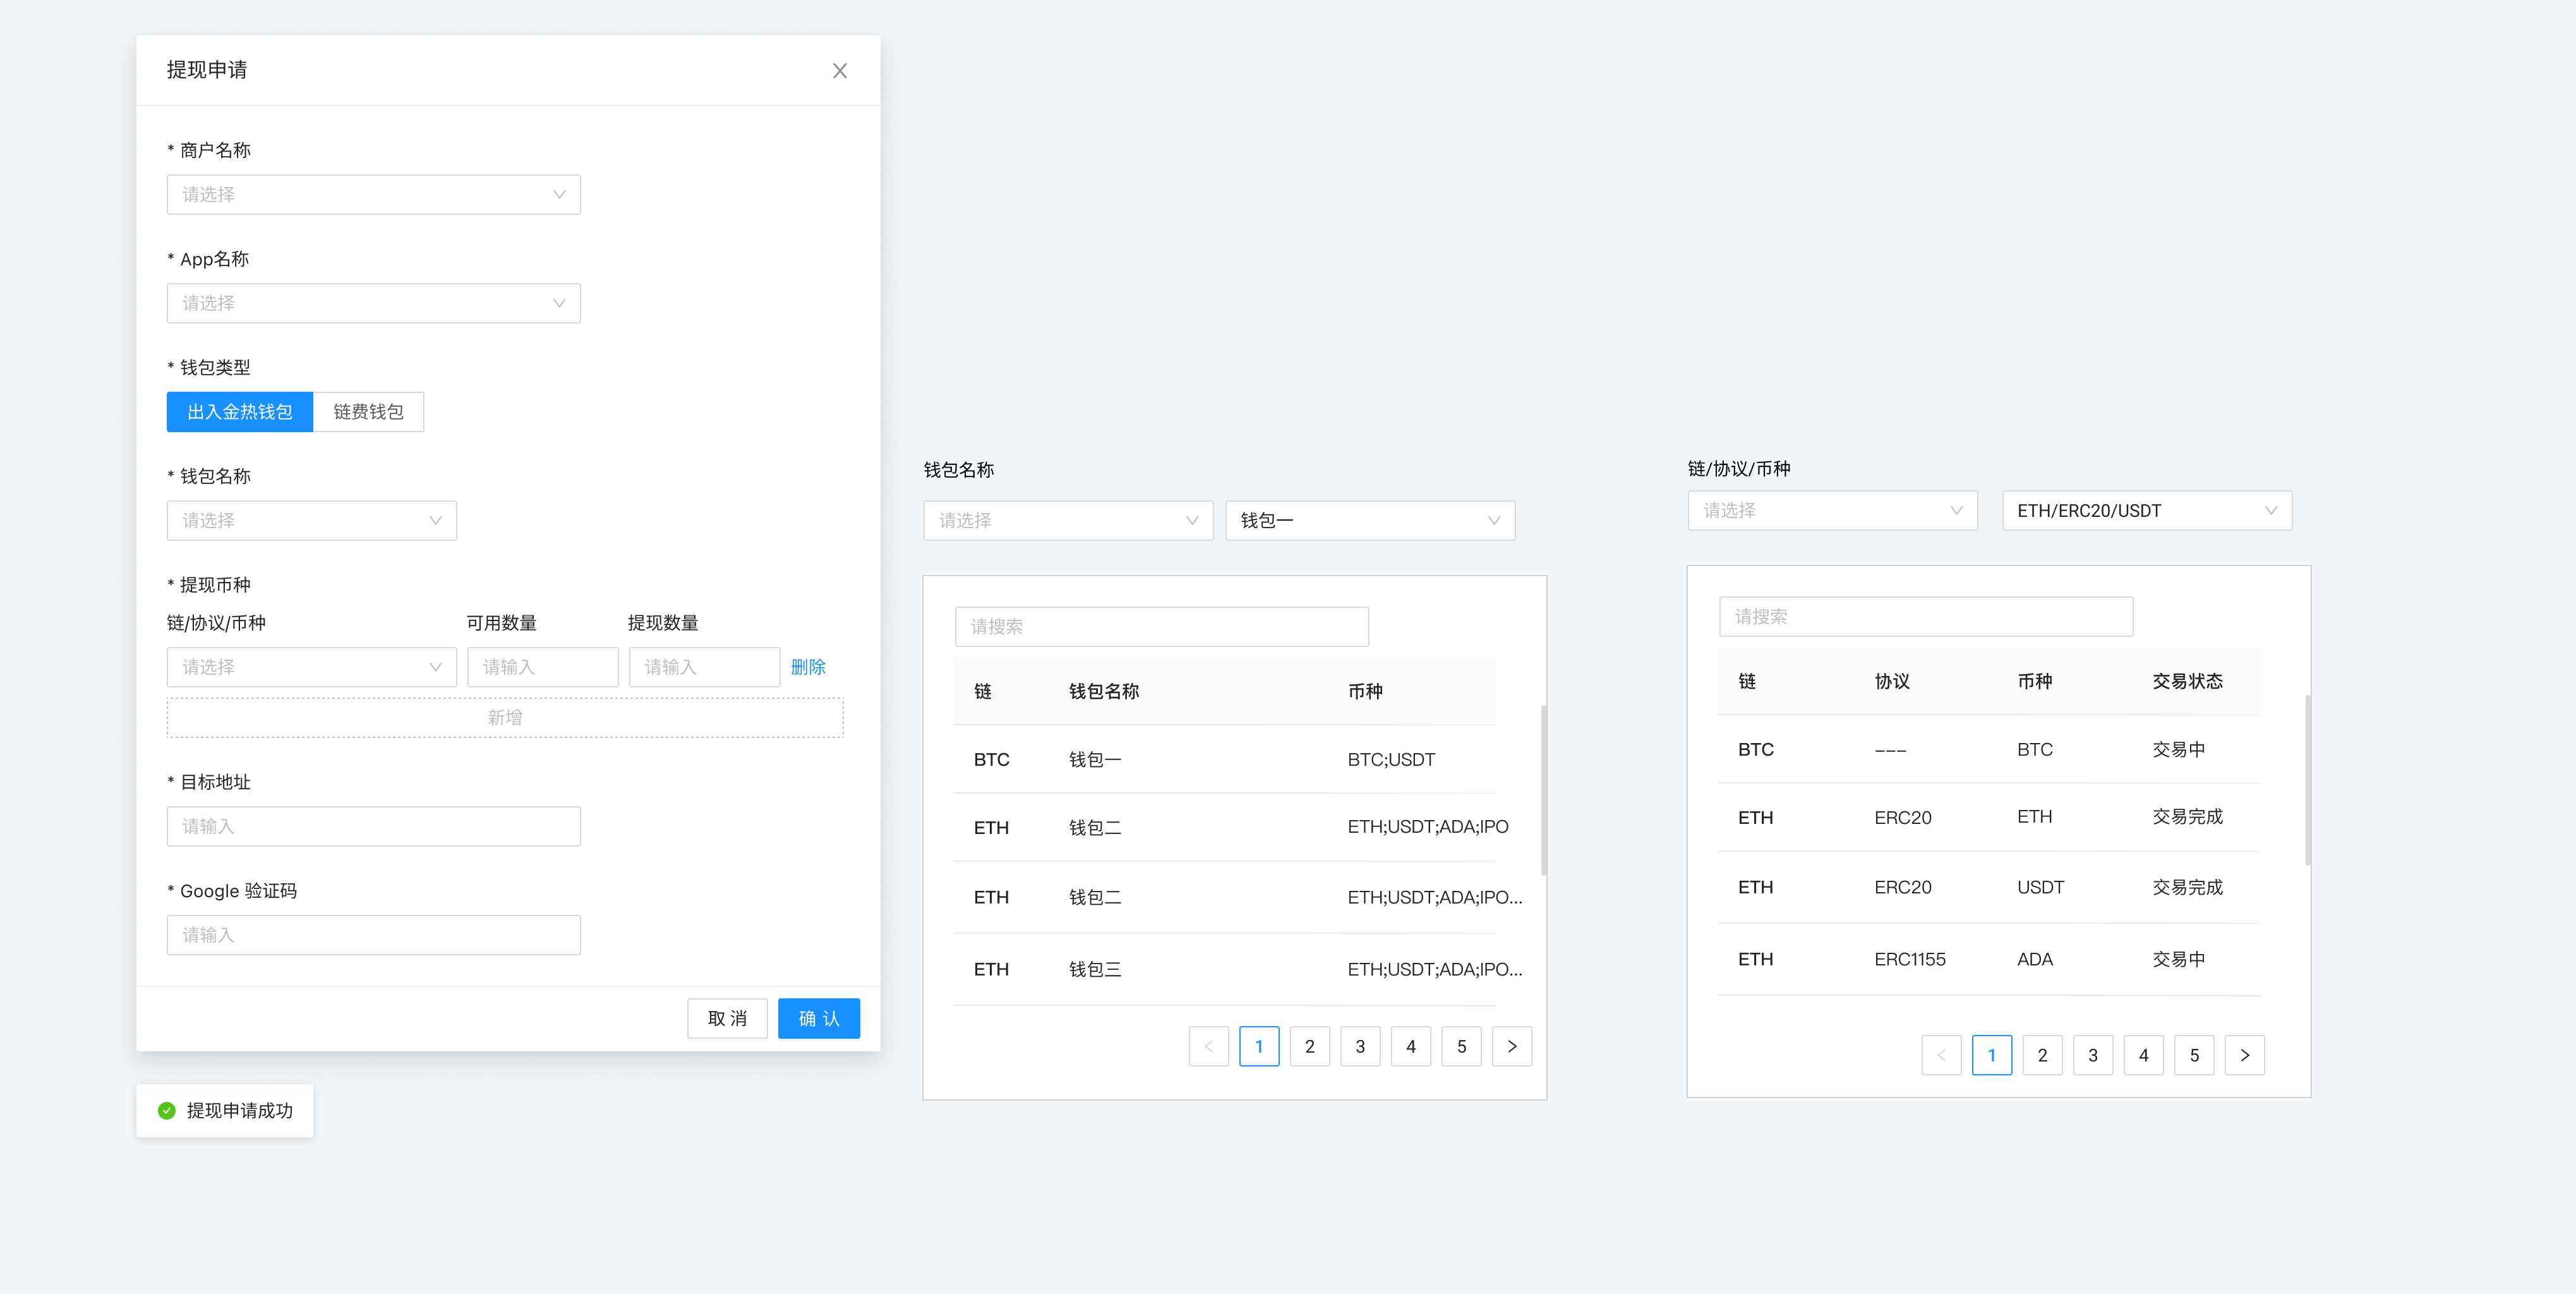 提现申请
* 商户名称
请选择
* App名称
请选择
* 钱包类型
出入金热钱包 链费钱包
* 钱包名称
请选择
* 提现币种
链/协议/币种 可用数量 提现数量
请选择 请输入 请输入 删除
新增
* 目标地址
请输入
* Google 验证码
请输入
取 消 确 认
提现申请成功
钱包名称
请选择 钱包一
请搜索
链 钱包名称 币种
BTC 钱包一 BTC;USDT
ETH 钱包二 ETH;USDT;ADA;IPO
ETH 钱包二 ETH;USDT;ADA;IPO...
ETH 钱包三 ETH;USDT;ADA;IPO...
1 2 3 4 5
链/协议/币种
请选择 ETH/ERC20/USDT
请搜索
链 协议 币种 交易状态
BTC --- BTC 交易中
ETH ERC20 ETH 交易完成
ETH ERC20 USDT 交易完成
ETH ERC1155 ADA 交易中
1 2 3 4 5